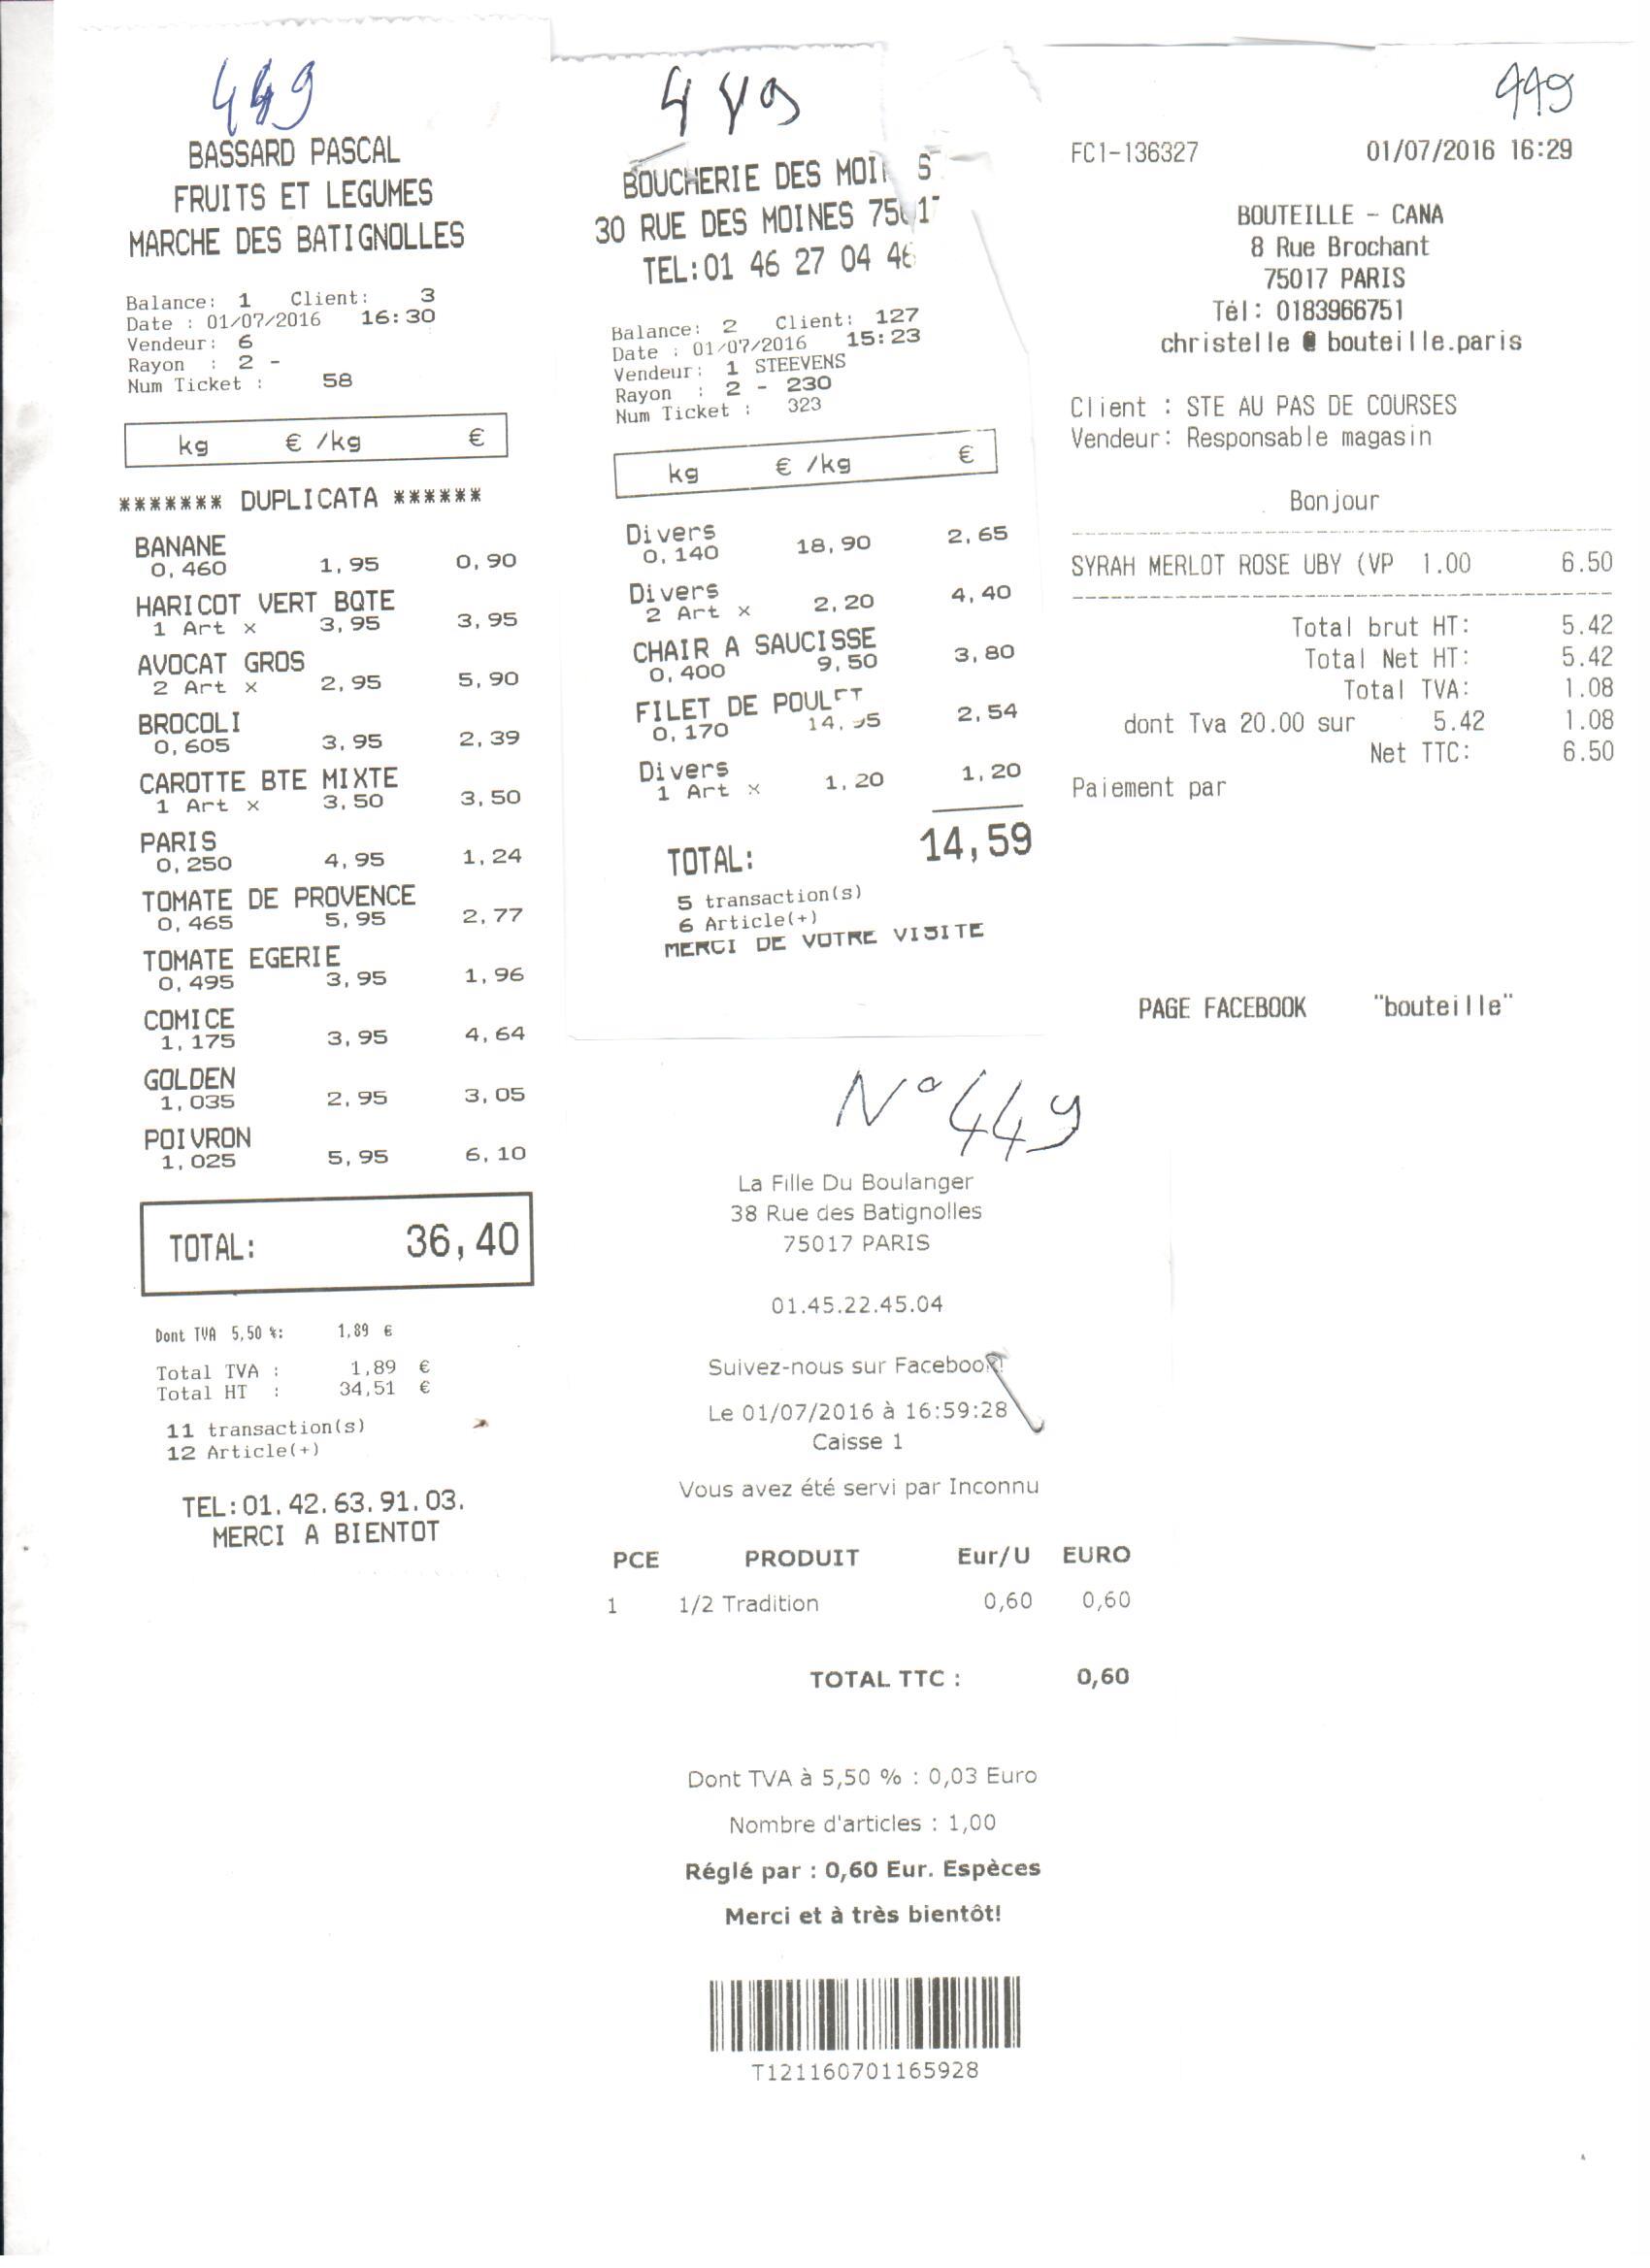 449
BASSARD PASCAL
FRUITS ET LEGUMES
MARCHE DES BATIGNOLLES
Balance: 1 Client: 3
Date : 01/07/2016 16:30
Vendeur: 6
Rayon : 2 -
Num Ticket : 58
kg € /kg €
******* DUPLICATA ******
BANANE
0,460 1,95 0,90
HARICOT VERT BQTE
1 Art x 3,95 3,95
AVOCAT GROS
2 Art x 2,95 5,90
BROCOLI
0,605 3,95 2,39
CAROTTE BTE MIXTE
1 Art x 3,50 3,50
PARIS
0,250 4,95 1,24
TOMATE DE PROVENCE
0,465 5,95 2,77
TOMATE EGERIE
0,495 3,95 1,96
COMICE
1,175 3,95 4,64
GOLDEN
1,035 2,95 3,05
POIVRON
1,025 5,95 6,10
TOTAL: 36,40
Dont TVA 5,50 %: 1,89 €
Total TVA : 1,89 €
Total HT : 34,51 €
11 transaction(s)
12 Article(+)
TEL:01.42.63.91.03.
MERCI A BIENTOT
449
BOUCHERIE DES
30 RUE DES MOINES
TEL:01 46 27 04 46
Balance: 2 Client: 127
Date : 01/07/2016 15:23
Vendeur: 1 STEEVENS
Rayon : 2 - 230
Num Ticket : 323
kg € /kg €
Divers
0,140 18,90 2,65
Divers
2 Art x 2,20 4,40
CHAIR A SAUCISSE
0,400 9,50 3,80
FILET DE POULET
0,170 2,54
Divers
1 Art x 1,20 1,20
TOTAL: 14,59
5 transaction(s)
6 Article(+)
MERCI DE VOTRE VISITE
449
FC1-136327 01/07/2016 16:29
BOUTEILLE - CANA
8 Rue Brochant
75017 PARIS
Tél: 0183966751
christelle @ bouteille.paris
Client : STE AU PAS DE COURSES
Vendeur: Responsable magasin
Bonjour
SYRAH MERLOT ROSE UBY (VP 1.00 6.50
Total brut HT: 5.42
Total Net HT: 5.42
Total TVA: 1.08
dont Tva 20.00 sur 5.42 1.08
Net TTC: 6.50
Paiement par
PAGE FACEBOOK "bouteille"
N° 449
La Fille Du Boulanger
38 Rue des Batignolles
75017 PARIS
01.45.22.45.04
Suivez-nous sur Facebook!
Le 01/07/2016 à 16:59:28
Caisse 1
Vous avez été servi par Inconnu
PCE PRODUIT Eur/U EURO
1 1/2 Tradition 0,60 0,60
TOTAL TTC : 0,60
Dont TVA à 5,50 % : 0,03 Euro
Nombre d'articles : 1,00
Réglé par : 0,60 Eur. Espèces
Merci et à très bientôt!
T121160701165928